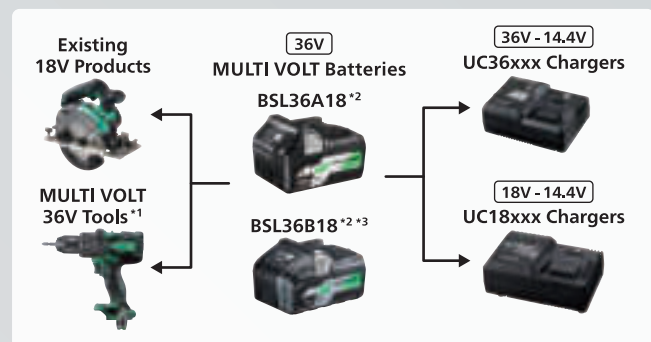 Existing
18V Products
MULTI VOLT
36V Tools*1
36V
MULTI VOLT Batteries
BSL36A18*2
BSL36B18*2 *3
36V - 14.4V
UC36xxx Chargers
18V - 14.4V
UC18xxx Chargers